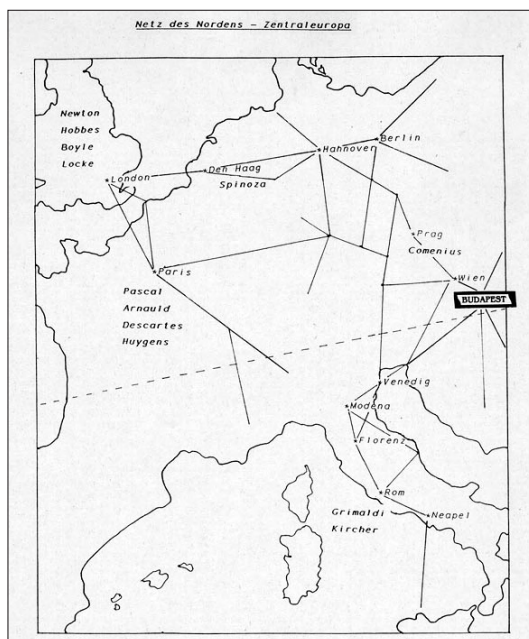 Netz des Nordens – Zentraleuropa
Newton
Hobbes
Boyle
Locke
Berlin
Hannover
Den Haag
London
Spinoza
Prag
Comenius
Paris
Wien
Pascal
Arnauld
Descartes
Huygens
BUDAPEST
Venedig
Modena
Florenz
Rom
Grimaldi
Kircher
Neapel